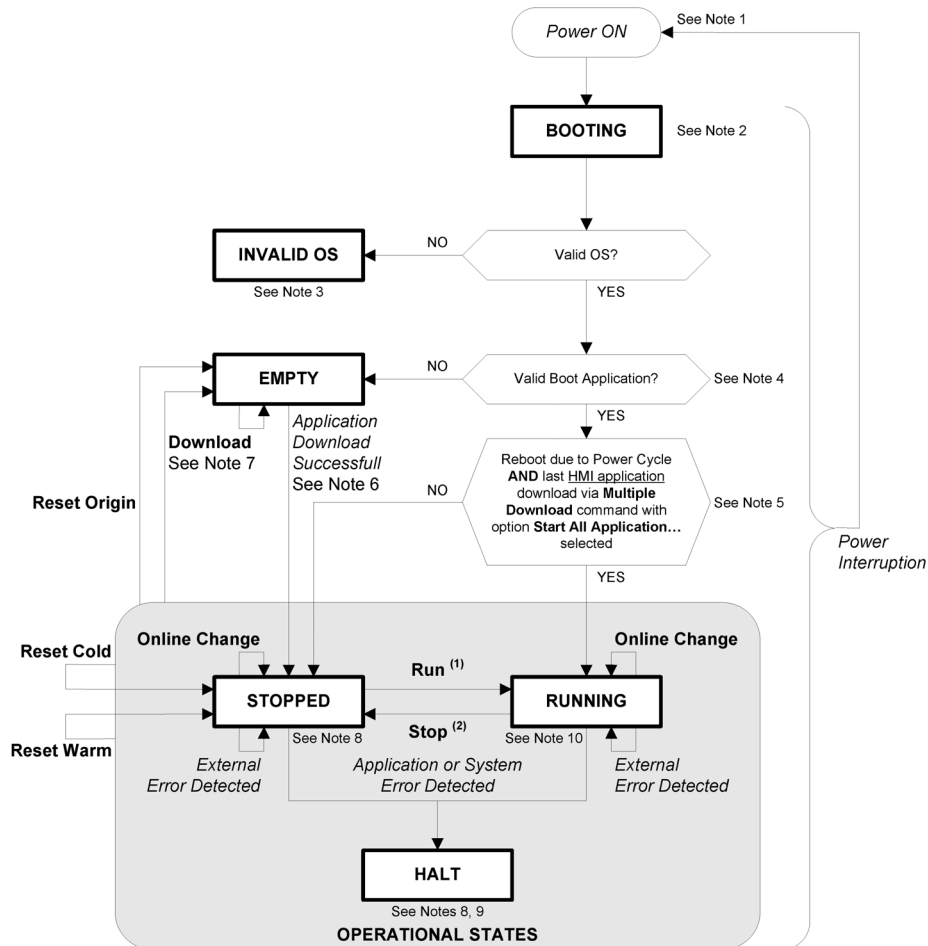 Power ON
See Note 1
BOOTING
See Note 2
INVALID OS
See Note 3
NO
Valid OS?
YES
EMPTY
NO
Valid Boot Application?
See Note 4
YES
Download
See Note 7
Application
Download
Successfull
See Note 6
Reset Origin
NO
Reboot due to Power Cycle
AND last HMI application
download via Multiple
Download command with
option Start All Application…
selected
See Note 5
YES
Power
Interruption
Reset Cold
Reset Warm
Online Change
Online Change
Run (1)
STOPPED
RUNNING
Stop (2)
See Note 8
See Note 10
External
Error Detected
Application or System
Error Detected
External
Error Detected
HALT
See Notes 8, 9
OPERATIONAL STATES